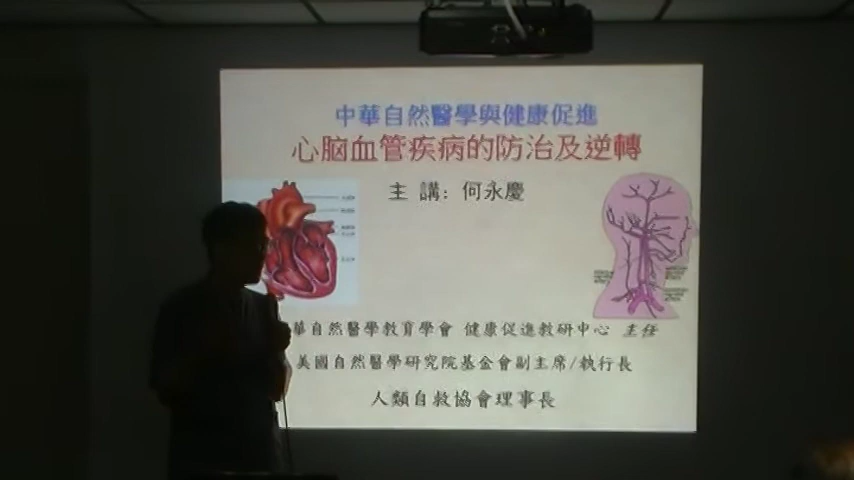 中華自然醫學與健康促進
心脑血管疾病的防治及逆轉
主 講：何永慶
華自然醫學教育學會 健康促進教研中心 主任
美國自然醫學研究院基金會副主席/執行長
人類自救協會理事長